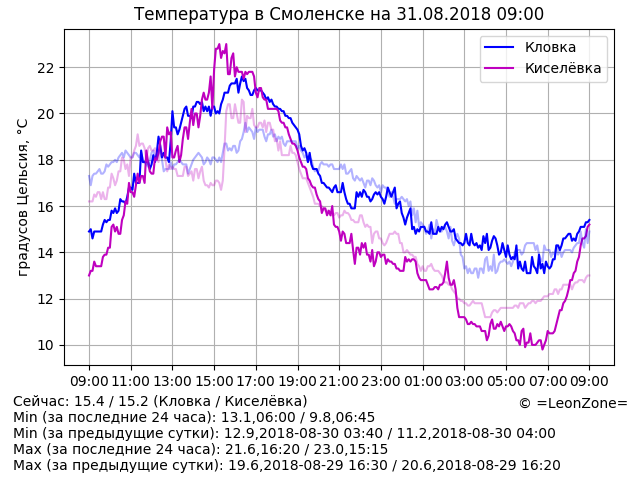 Температура в Смоленске на 31.08.2018 09:00
Кловка
Киселёвка
градусов Цельсия, °C
22
20
18
16
14
12
10
09:00 11:00 13:00 15:00 17:00 19:00 21:00 23:00 01:00 03:00 05:00 07:00 09:00
Сейчас: 15.4 / 15.2 (Кловка / Киселёвка)
© =LeonZone=
Min (за последние 24 часа): 13.1,06:00 / 9.8,06:45
Min (за предыдущие сутки): 12.9,2018-08-30 03:40 / 11.2,2018-08-30 04:00
Max (за последние 24 часа): 21.6,16:20 / 23.0,15:15
Max (за предыдущие сутки): 19.6,2018-08-29 16:30 / 20.6,2018-08-29 16:20